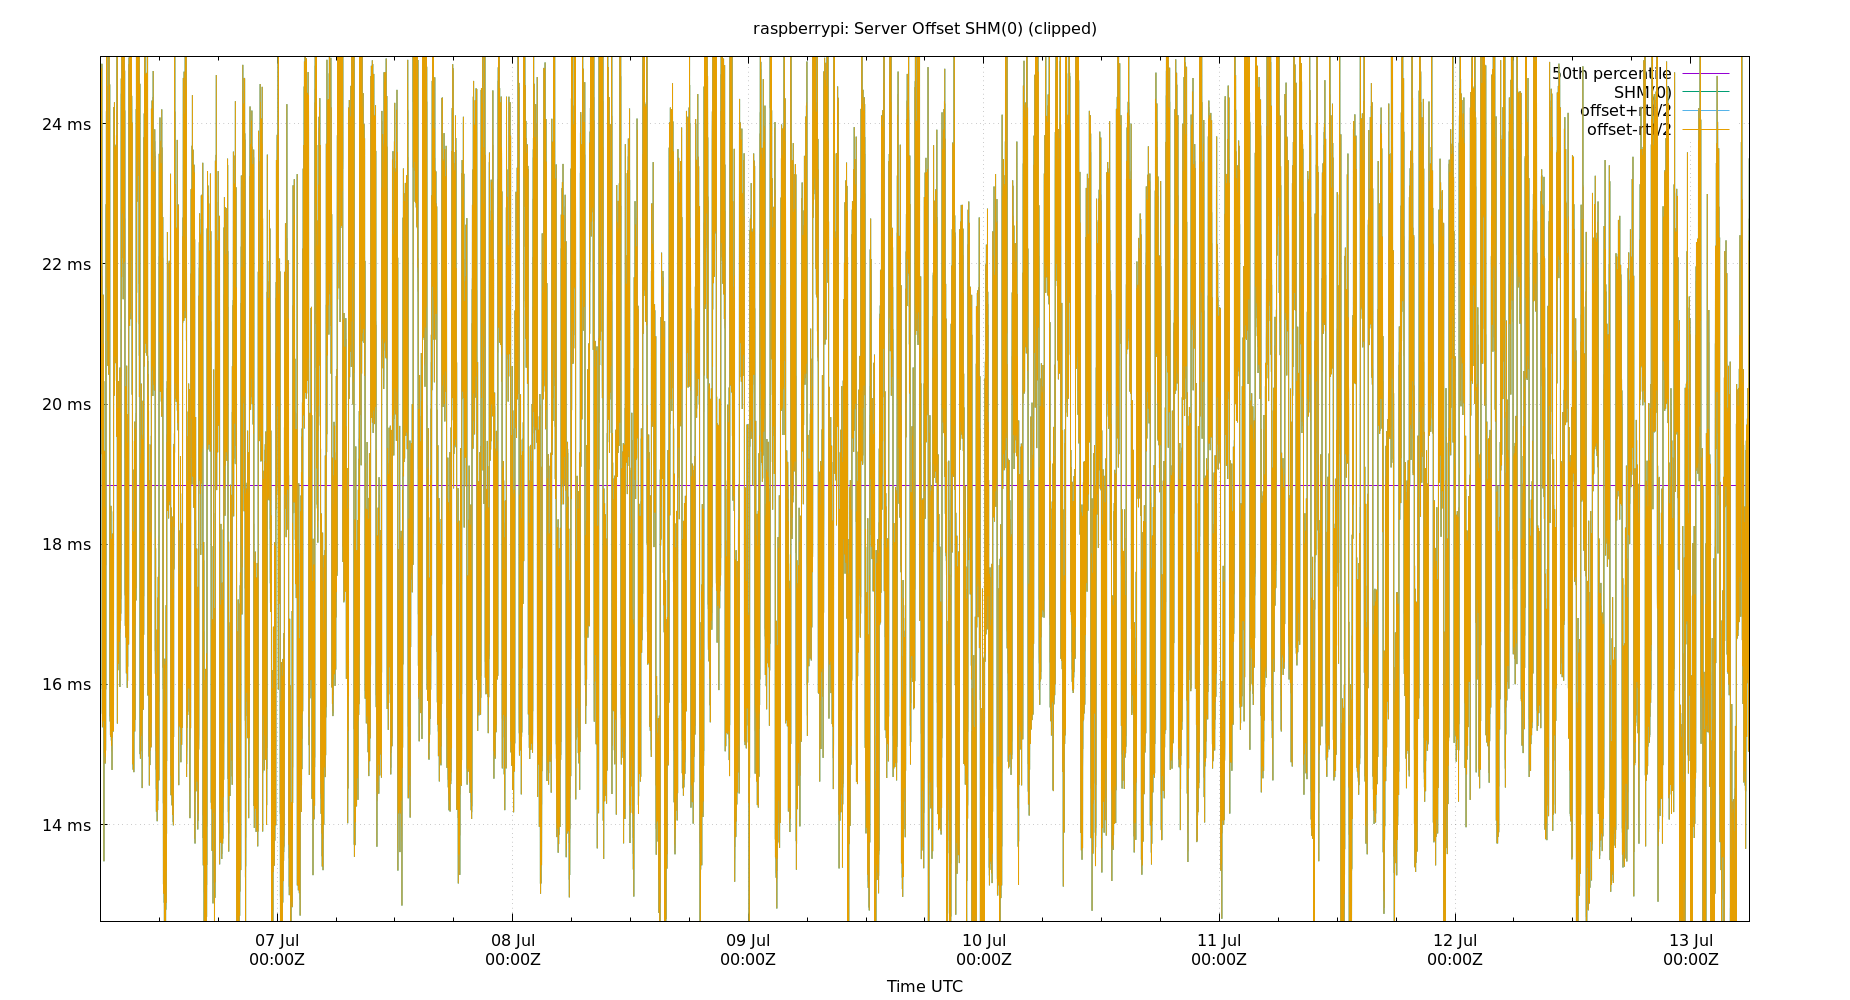 raspberrypi: Server Offset SHM(0) (clipped)
50th percentile
SHM(0)
offset+rtt/2
offset-rtt/2
24 ms
22 ms
20 ms
18 ms
16 ms
14 ms
07 Jul 08 Jul 09 Jul 10 Jul 11 Jul 12 Jul 13 Jul
00:00Z 00:00Z 00:00Z 00:00Z 00:00Z 00:00Z 00:00Z
Time UTC